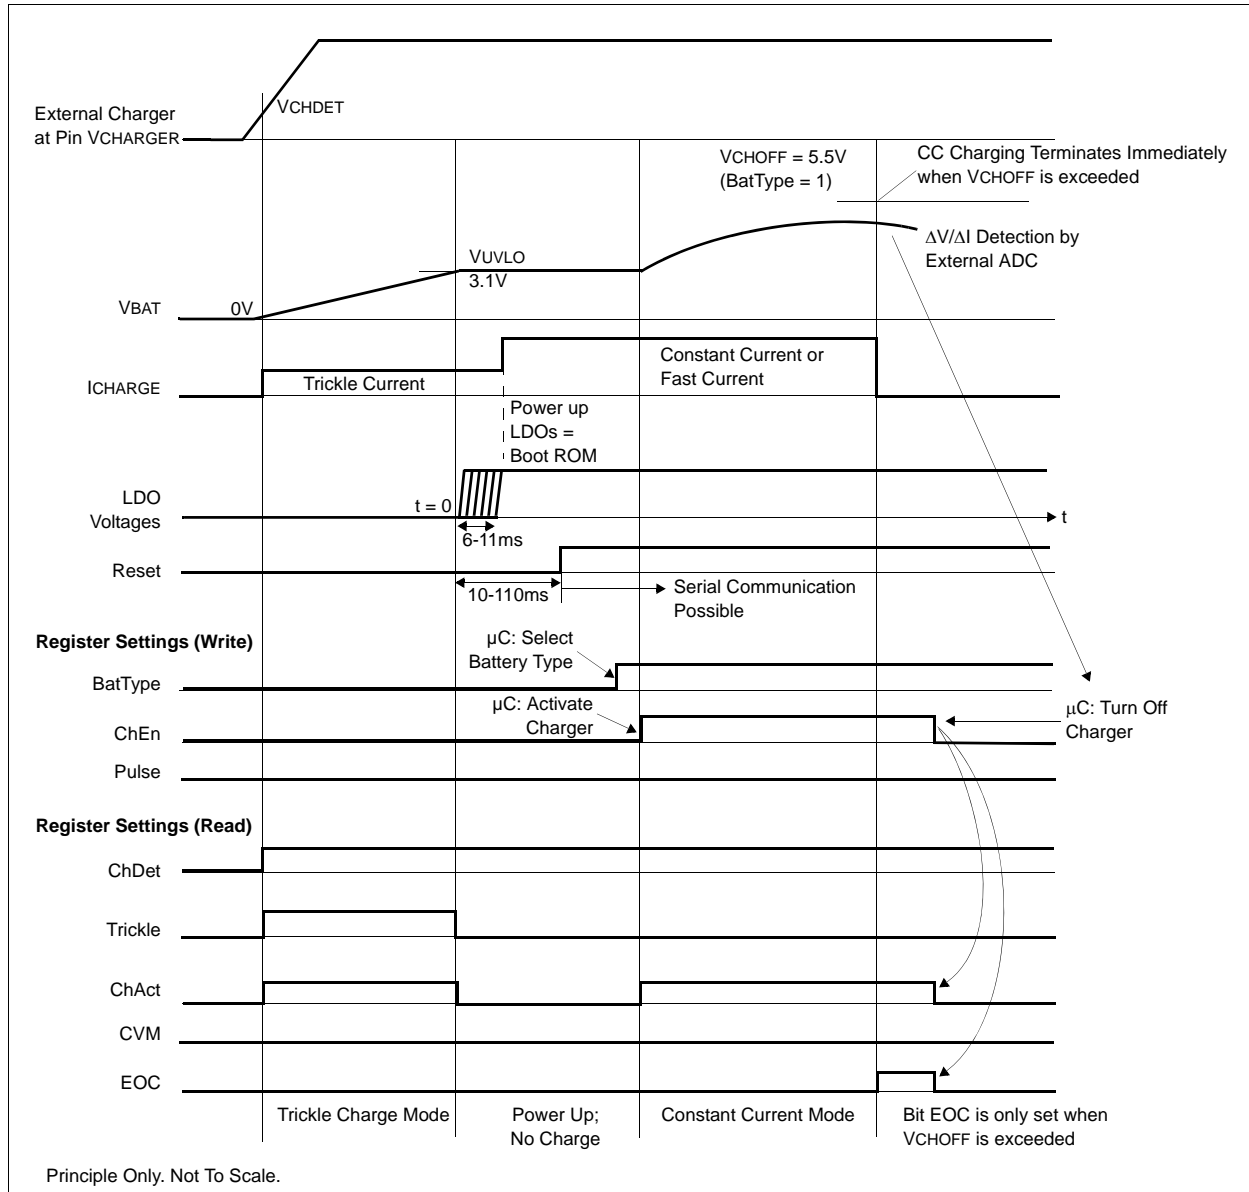 External Charger
at Pin VCHARGER
VCHDET
VCHOFF = 5.5V
(BatType = 1)
CC Charging Terminates Immediately
when VCHOFF is exceeded
ΔV/ΔI Detection by
External ADC
VUVLO
3.1V
VBAT
0V
ICHARGE
Trickle Current
Constant Current or
Fast Current
Power up
LDOs =
Boot ROM
LDO
Voltages
t = 0
t
6-11ms
Reset
10-110ms
Serial Communication
Possible
Register Settings (Write)
µC: Select
Battery Type
BatType
µC: Activate
Charger
µC: Turn Off
Charger
ChEn
Pulse
Register Settings (Read)
ChDet
Trickle
ChAct
CVM
EOC
Trickle Charge Mode
Power Up;
No Charge
Constant Current Mode
Bit EOC is only set when
VCHOFF is exceeded
Principle Only. Not To Scale.